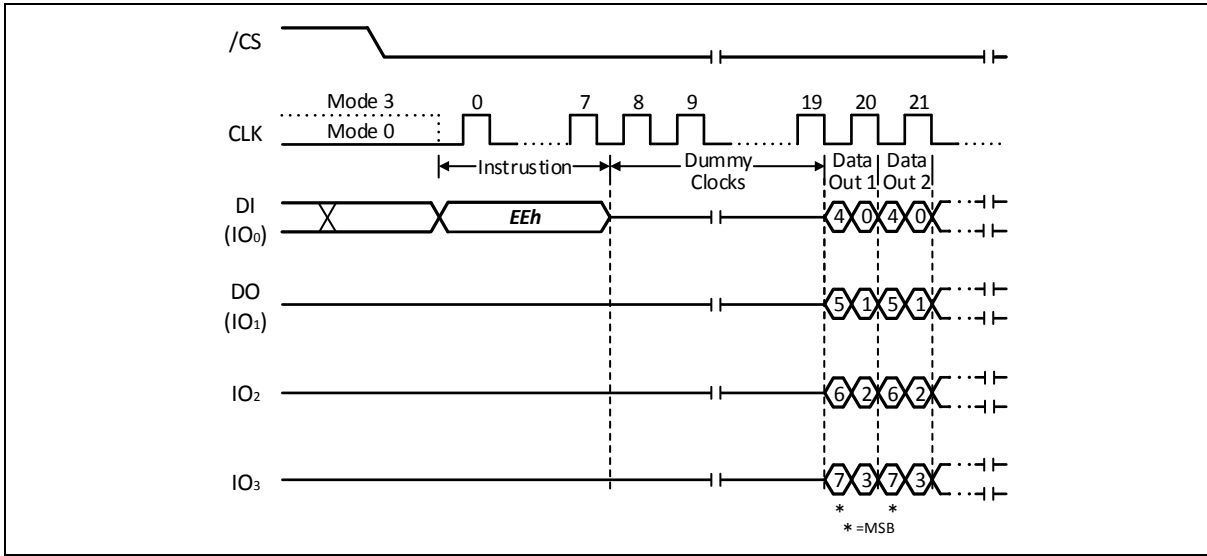 /CS
Mode 3 0 7 8 9 19 20 21
CLK Mode 0
Instrustion Dummy Data Data
Clocks Out 1 Out 2
DI
(IO₀) EEh 4 0 4 0
DO
(IO₁) 5 1 5 1
IO₂ 6 2 6 2
IO₃ 7 3 7 3
* *
* =MSB